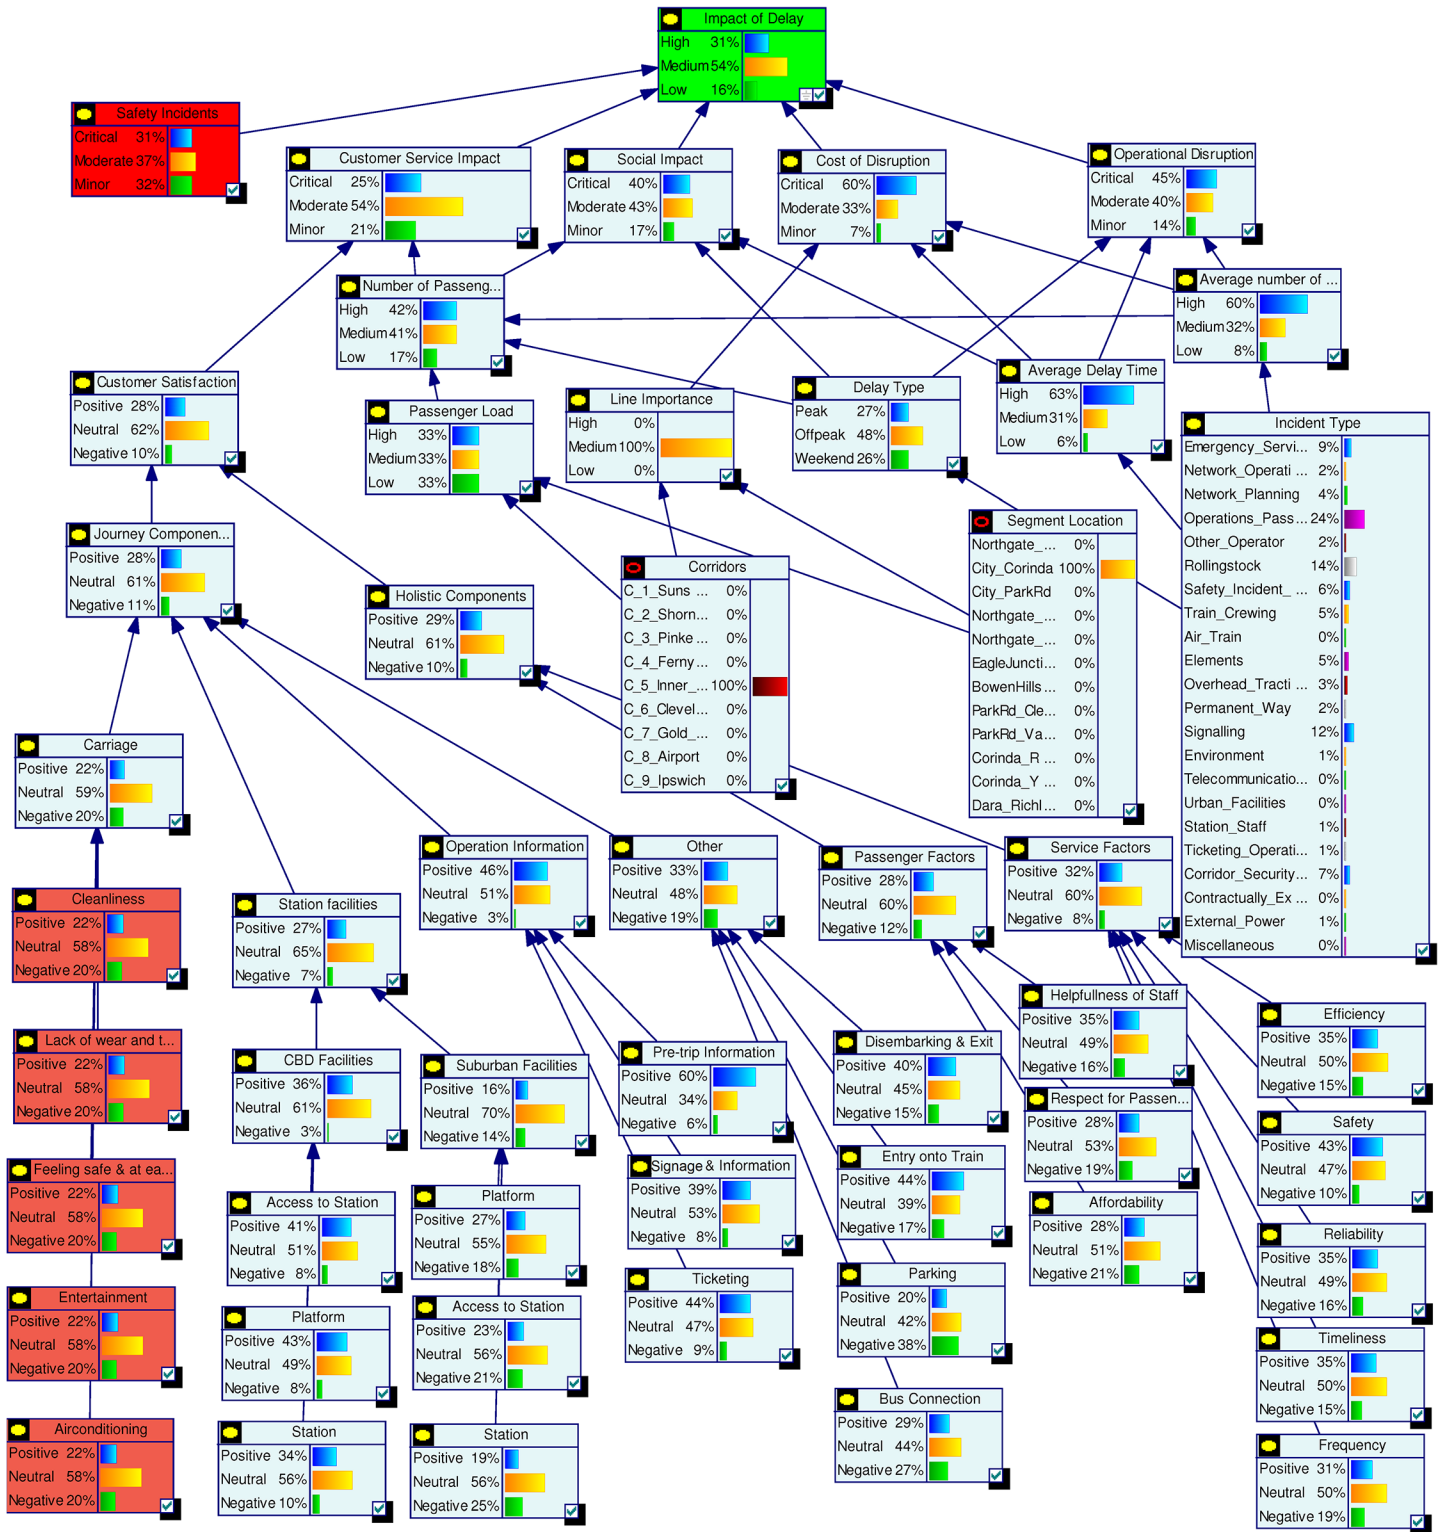 Impact of Delay
High 31%
Medium 54%
Low 16%
Safety Incidents
Critical 31%
Moderate 37%
Minor 32%
Customer Service Impact
Critical 25%
Moderate 54%
Minor 21%
Social Impact
Critical 40%
Moderate 43%
Minor 17%
Cost of Disruption
Critical 60%
Moderate 33%
Minor 7%
Operational Disruption
Critical 45%
Moderate 40%
Minor 14%
Number of Passeng...
High 42%
Medium 41%
Low 17%
Average number of ...
High 60%
Medium 32%
Low 8%
Customer Satisfaction
Positive 28%
Neutral 62%
Negative 10%
Passenger Load
High 33%
Medium 33%
Low 33%
Line Importance
High 0%
Medium 100%
Low 0%
Delay Type
Peak 27%
Offpeak 48%
Weekend 26%
Average Delay Time
High 63%
Medium 31%
Low 6%
Incident Type
Emergency_Servi... 9%
Network_Operati ... 2%
Network_Planning 4%
Operations_Pass... 24%
Other_Operator 2%
Rollingstock 14%
Safety_Incident_ ... 6%
Train_Crewing 5%
Air_Train 0%
Elements 5%
Overhead_Tracti ... 3%
Permanent_Way 2%
Signalling 12%
Environment 1%
Telecommunicatio... 0%
Urban_Facilities 0%
Station_Staff 1%
Ticketing_Operati... 1%
Corridor_Security... 7%
Contractually_Ex ... 0%
External_Power 1%
Miscellaneous 0%
Journey Componen...
Positive 28%
Neutral 61%
Negative 11%
Holistic Components
Positive 29%
Neutral 61%
Negative 10%
Corridors
C_1_Suns ... 0%
C_2_Shorn... 0%
C_3_Pinke ... 0%
C_4_Ferny ... 0%
C_5_Inner_... 100%
C_6_Clevel... 0%
C_7_Gold_... 0%
C_8_Airport 0%
C_9_Ipswich 0%
Segment Location
Northgate_ ... 0%
City_Corinda 100%
City_ParkRd 0%
Northgate_ ... 0%
Northgate_ ... 0%
EagleJuncti... 0%
BowenHills... 0%
ParkRd_Cle... 0%
ParkRd_Va... 0%
Corinda_R ... 0%
Corinda_Y ... 0%
Dara_Richl... 0%
Carriage
Positive 22%
Neutral 59%
Negative 20%
Operation Information
Positive 46%
Neutral 51%
Negative 3%
Other
Positive 33%
Neutral 48%
Negative 19%
Passenger Factors
Positive 28%
Neutral 60%
Negative 12%
Service Factors
Positive 32%
Neutral 60%
Negative 8%
Cleanliness
Positive 22%
Neutral 58%
Negative 20%
Station facilities
Positive 27%
Neutral 65%
Negative 7%
Helpfullness of Staff
Positive 35%
Neutral 49%
Negative 16%
Efficiency
Positive 35%
Neutral 50%
Negative 15%
Lack of wear and t...
Positive 22%
Neutral 58%
Negative 20%
CBD Facilities
Positive 36%
Neutral 61%
Negative 3%
Suburban Facilities
Positive 16%
Neutral 70%
Negative 14%
Pre-trip Information
Positive 60%
Neutral 34%
Negative 6%
Disembarking & Exit
Positive 40%
Neutral 45%
Negative 15%
Respect for Passen...
Positive 28%
Neutral 53%
Negative 19%
Safety
Positive 43%
Neutral 47%
Negative 10%
Feeling safe & at ea...
Positive 22%
Neutral 58%
Negative 20%
Access to Station
Positive 41%
Neutral 51%
Negative 8%
Platform
Positive 27%
Neutral 55%
Negative 18%
Signage & Information
Positive 39%
Neutral 53%
Negative 8%
Entry onto Train
Positive 44%
Neutral 39%
Negative 17%
Affordability
Positive 28%
Neutral 51%
Negative 21%
Reliability
Positive 35%
Neutral 49%
Negative 16%
Entertainment
Positive 22%
Neutral 58%
Negative 20%
Platform
Positive 43%
Neutral 49%
Negative 8%
Access to Station
Positive 23%
Neutral 56%
Negative 21%
Ticketing
Positive 44%
Neutral 47%
Negative 9%
Parking
Positive 20%
Neutral 42%
Negative 38%
Timeliness
Positive 35%
Neutral 50%
Negative 15%
Airconditioning
Positive 22%
Neutral 58%
Negative 20%
Station
Positive 34%
Neutral 56%
Negative 10%
Station
Positive 19%
Neutral 56%
Negative 25%
Bus Connection
Positive 29%
Neutral 44%
Negative 27%
Frequency
Positive 31%
Neutral 50%
Negative 19%